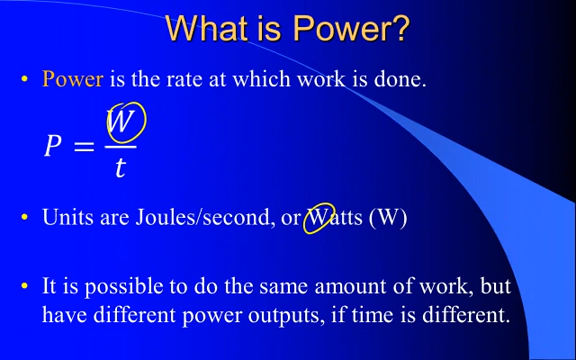 What is Power?
• Power is the rate at which work is done.
P = W/t
• Units are Joules/second, or Watts (W)
• It is possible to do the same amount of work, but
have different power outputs, if time is different.